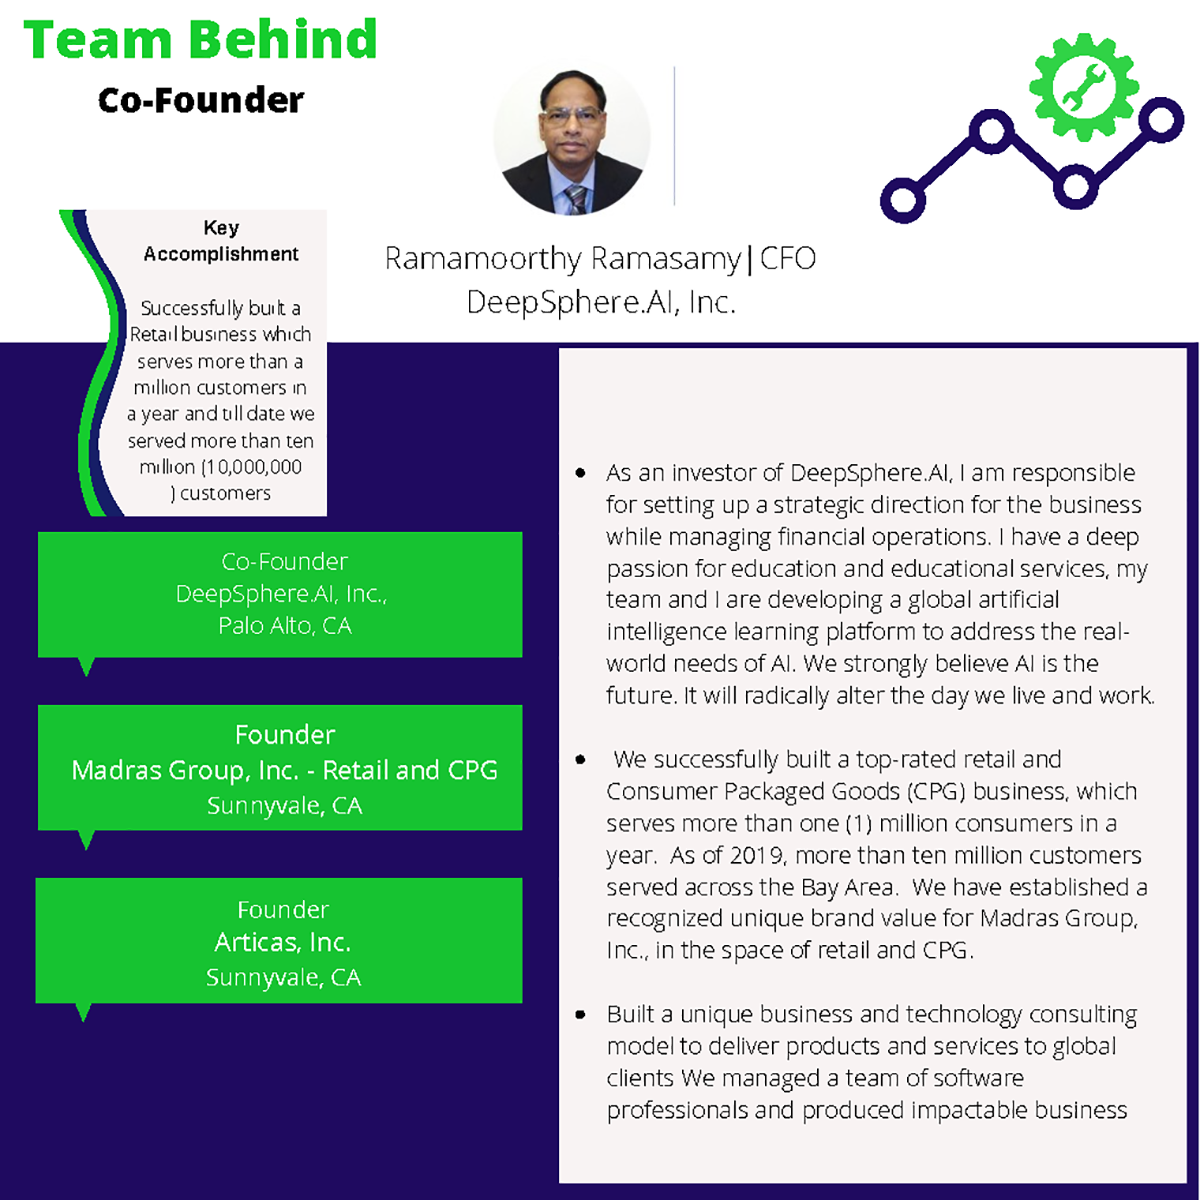 Team Behind
Co-Founder
Ramamoorthy Ramasamy|CFO
DeepSphere.AI, Inc.
Key
Accomplishment
Successfully built a
Retail business which
serves more than a
million customers in
a year and till date we
served more than ten
million (10,000,000
) customers
Co-Founder
DeepSphere.AI, Inc.,
Palo Alto, CA
Founder
Madras Group, Inc. - Retail and CPG
Sunnyvale, CA
Founder
Articas, Inc.
Sunnyvale, CA
• As an investor of DeepSphere.AI, I am responsible
for setting up a strategic direction for the business
while managing financial operations. I have a deep
passion for education and educational services, my
team and I are developing a global artificial
intelligence learning platform to address the real-
world needs of AI. We strongly believe AI is the
future. It will radically alter the day we live and work.
• We successfully built a top-rated retail and
Consumer Packaged Goods (CPG) business, which
serves more than one (1) million consumers in a
year. As of 2019, more than ten million customers
served across the Bay Area. We have established a
recognized unique brand value for Madras Group,
Inc., in the space of retail and CPG.
• Built a unique business and technology consulting
model to deliver products and services to global
clients We managed a team of software
professionals and produced impactable business